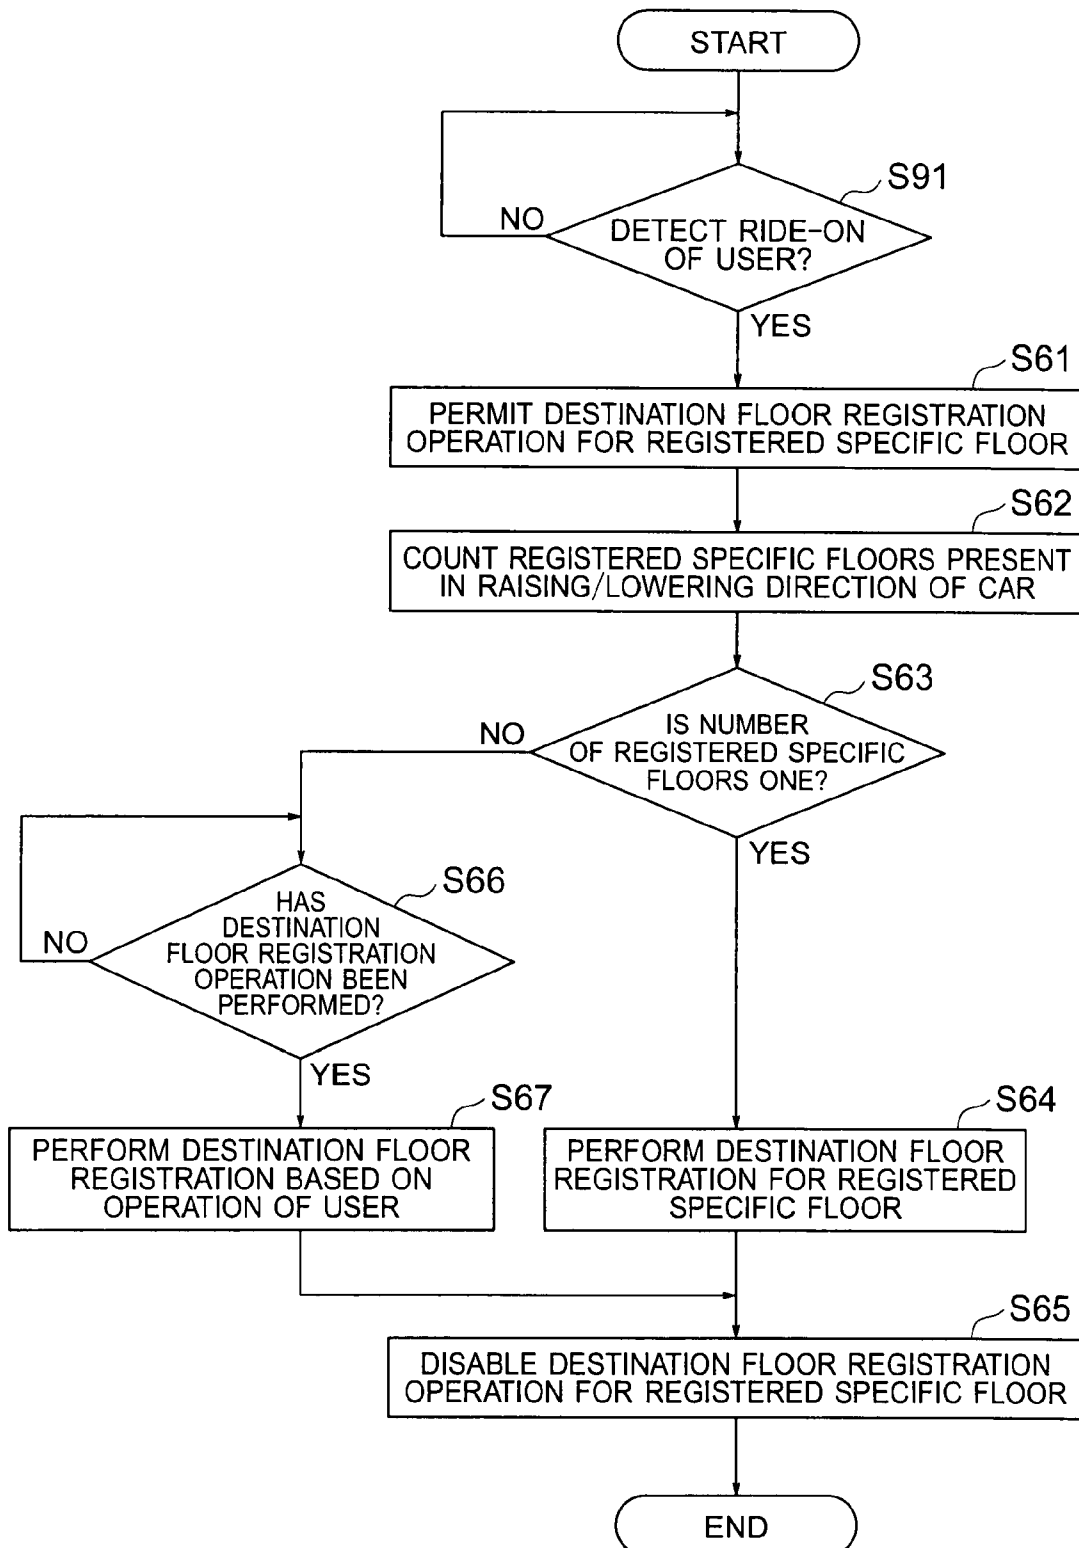 START
S91
NO
DETECT RIDE-ON
OF USER?
YES
S61
PERMIT DESTINATION FLOOR REGISTRATION
OPERATION FOR REGISTERED SPECIFIC FLOOR
S62
COUNT REGISTERED SPECIFIC FLOORS PRESENT
IN RAISING/LOWERING DIRECTION OF CAR
S63
NO
IS NUMBER
OF REGISTERED SPECIFIC
FLOORS ONE?
YES
S66
HAS
DESTINATION
FLOOR REGISTRATION
OPERATION BEEN
PERFORMED?
NO
YES
S67
PERFORM DESTINATION FLOOR
REGISTRATION BASED ON
OPERATION OF USER
S64
PERFORM DESTINATION FLOOR
REGISTRATION FOR REGISTERED
SPECIFIC FLOOR
S65
DISABLE DESTINATION FLOOR REGISTRATION
OPERATION FOR REGISTERED SPECIFIC FLOOR
END